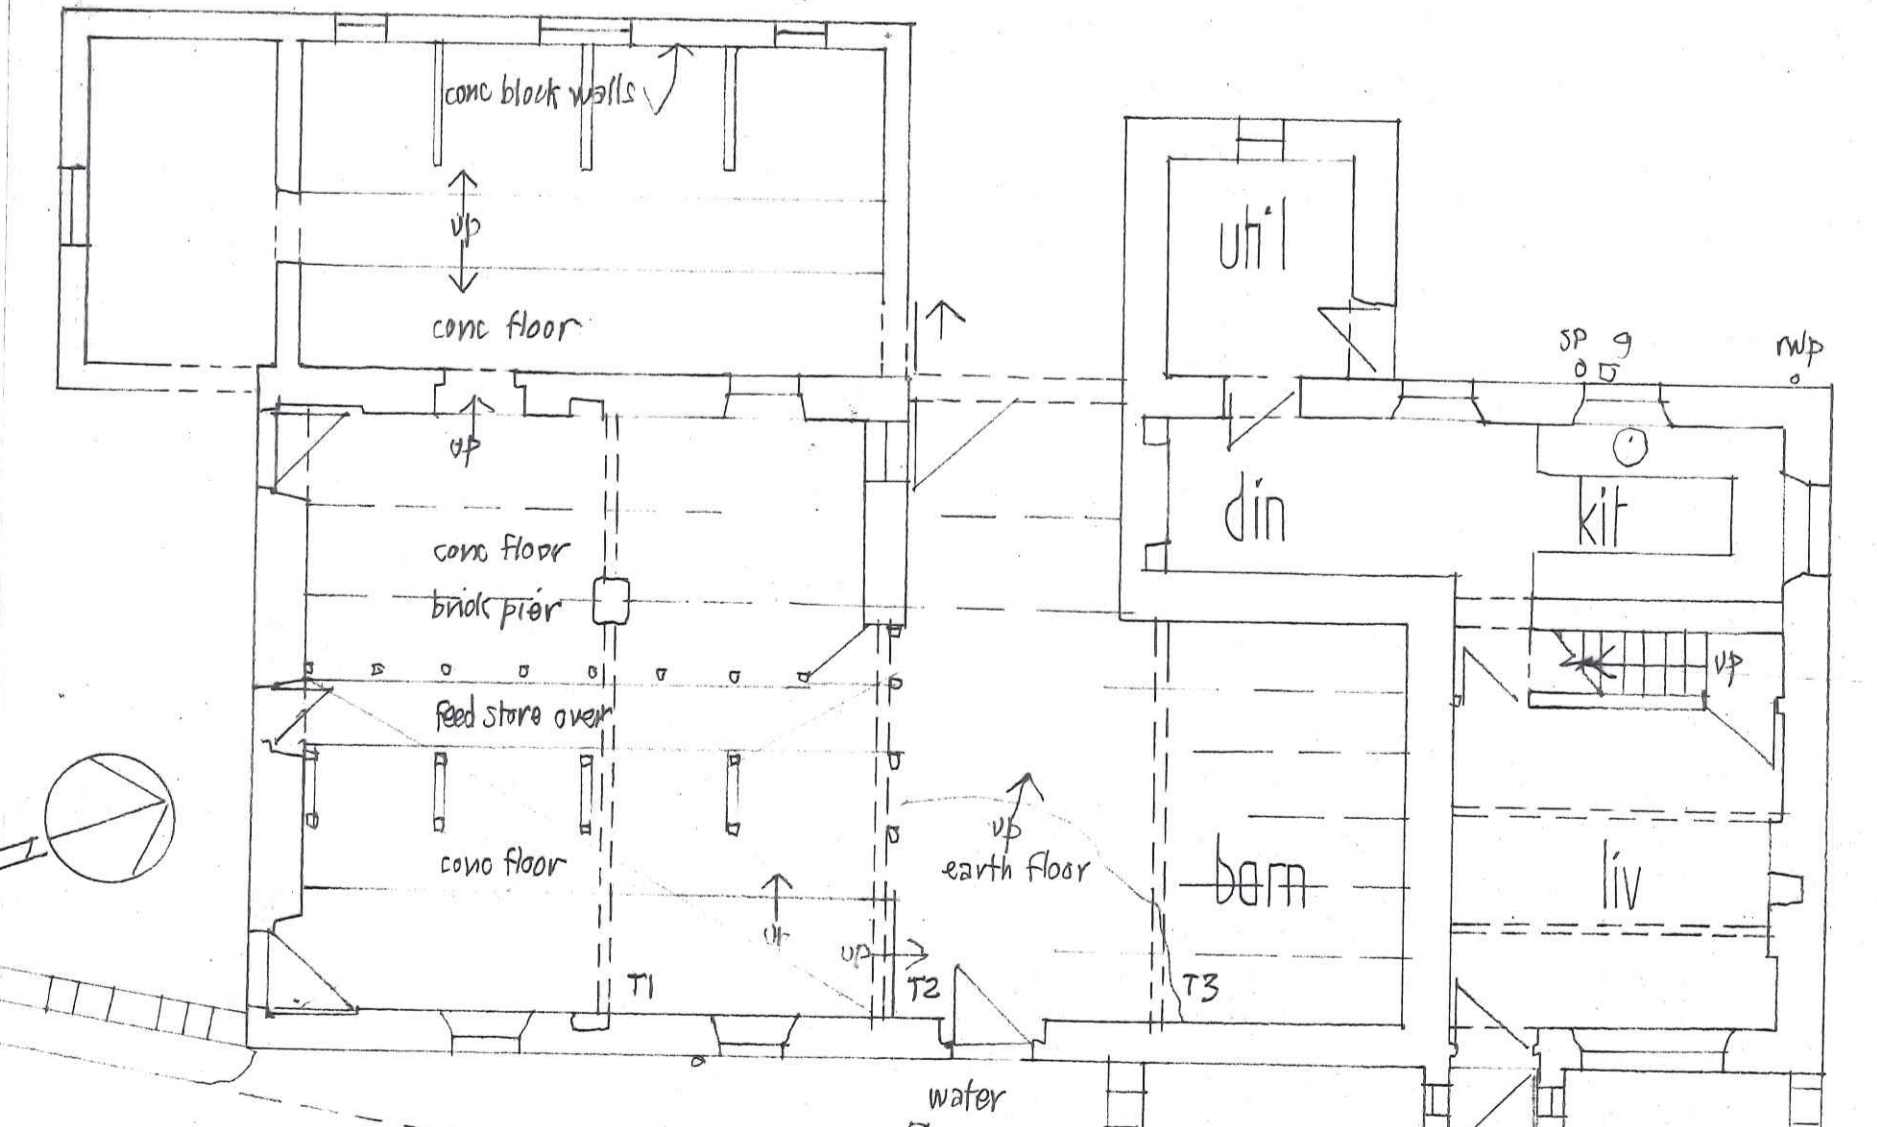 conc block walls
up
conc floor
util
sp g
rwp
up
din
kit
conc floor
brick pier
up
feed store over
up
earth floor
barn
liv
conc floor
up
up
T1
T2
T3
water